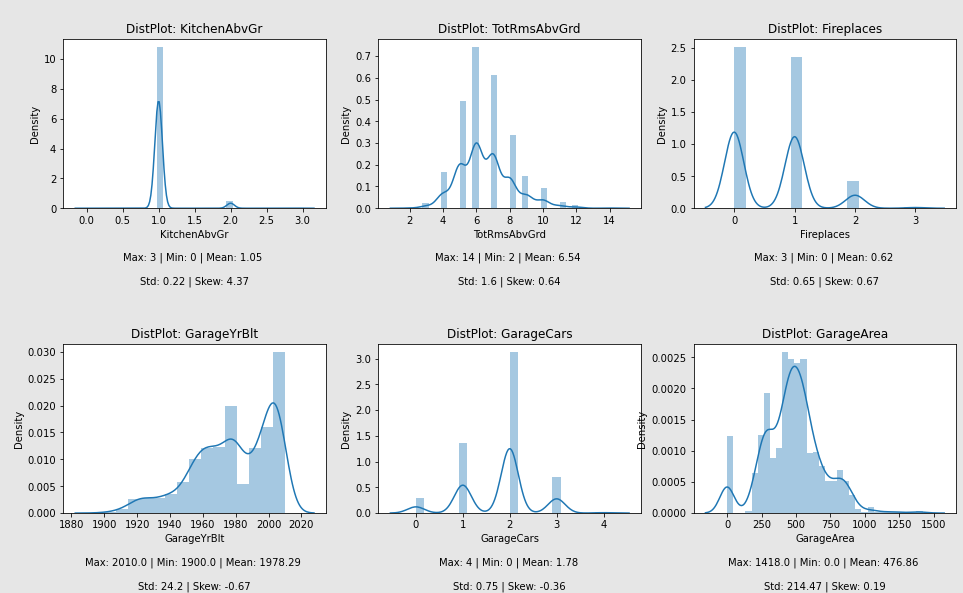 DistPlot: KitchenAbvGr
DistPlot: TotRmsAbvGrd
DistPlot: Fireplaces
Density
10
8
6
4
2
0
0.0 0.5 1.0 1.5 2.0 2.5 3.0
KitchenAbvGr
Max: 3 | Min: 0 | Mean: 1.05
Std: 0.22 | Skew: 4.37
Density
0.7
0.6
0.5
0.4
0.3
0.2
0.1
0.0
2 4 6 8 10 12 14
TotRmsAbvGrd
Max: 14 | Min: 2 | Mean: 6.54
Std: 1.6 | Skew: 0.64
Density
2.5
2.0
1.5
1.0
0.5
0.0
0 1 2 3
Fireplaces
Max: 3 | Min: 0 | Mean: 0.62
Std: 0.65 | Skew: 0.67
DistPlot: GarageYrBlt
DistPlot: GarageCars
DistPlot: GarageArea
Density
0.030
0.025
0.020
0.015
0.010
0.005
0.000
1880 1900 1920 1940 1960 1980 2000 2020
GarageYrBlt
Max: 2010.0 | Min: 1900.0 | Mean: 1978.29
Std: 24.2 | Skew: -0.67
Density
3.0
2.5
2.0
1.5
1.0
0.5
0.0
0 1 2 3 4
GarageCars
Max: 4 | Min: 0 | Mean: 1.78
Std: 0.75 | Skew: -0.36
Density
0.0025
0.0020
0.0015
0.0010
0.0005
0.0000
0 250 500 750 1000 1250 1500
GarageArea
Max: 1418.0 | Min: 0.0 | Mean: 476.86
Std: 214.47 | Skew: 0.19